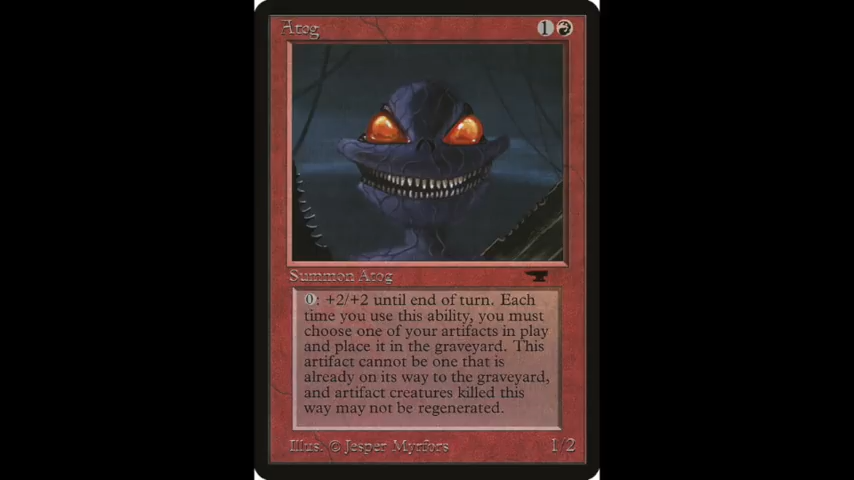 Atog 1
Summon Atog
0: +2/+2 until end of turn. Each
time you use this ability, you must
choose one of your artifacts in play
and place it in the graveyard. This
artifact cannot be one that is
already on its way to the graveyard,
and artifact creatures killed this
way may not be regenerated.
Illus. © Jesper Myrfors 1/2